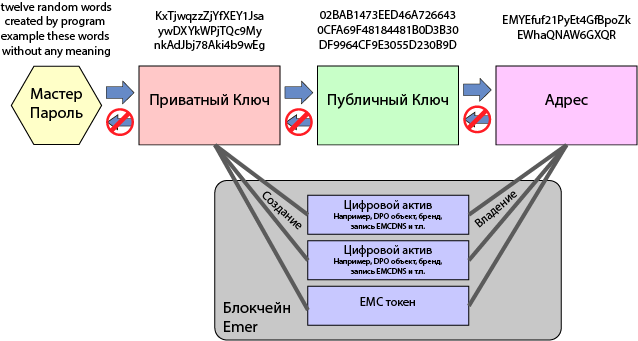 twelve random words
created by program
example these words
without any meaning
KxTjwqzzZjYfXEY1Jsa
ywDXYkWPjTQc9My
nkAdJbj78Aki4b9wEg
02BAB1473EED46A726643
0CFA69F48184481B0D3B30
DF9964CF9E3055D230B9D
EMYEfuf21PyEt4GfBpoZk
EWhaQNAW6GXQR
Мастер
Пароль
Приватный Ключ
Публичный Ключ
Адрес
Создание
Владение
Цифровой актив
Например, DPO объект, бренд,
запись EMCDNS и т.п.
Цифровой актив
Например, DPO объект, бренд,
запись EMCDNS и т.п.
EMC токен
Блокчейн
Emer